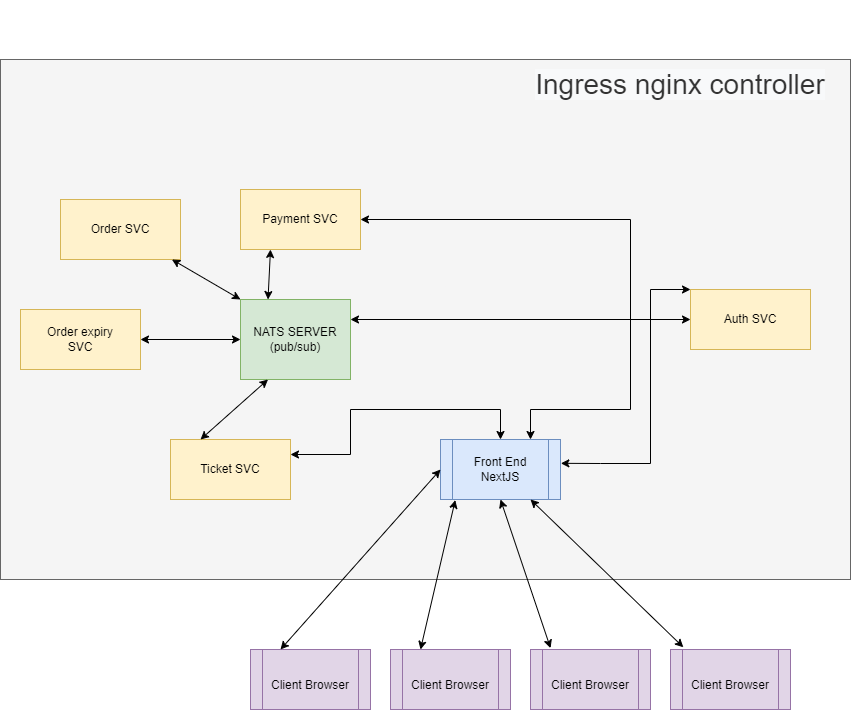 Ingress nginx controller
Payment SVC
Order SVC
Auth SVC
NATS SERVER
(pub/sub)
Order expiry
SVC
Ticket SVC
Front End
NextJS
Client Browser
Client Browser
Client Browser
Client Browser